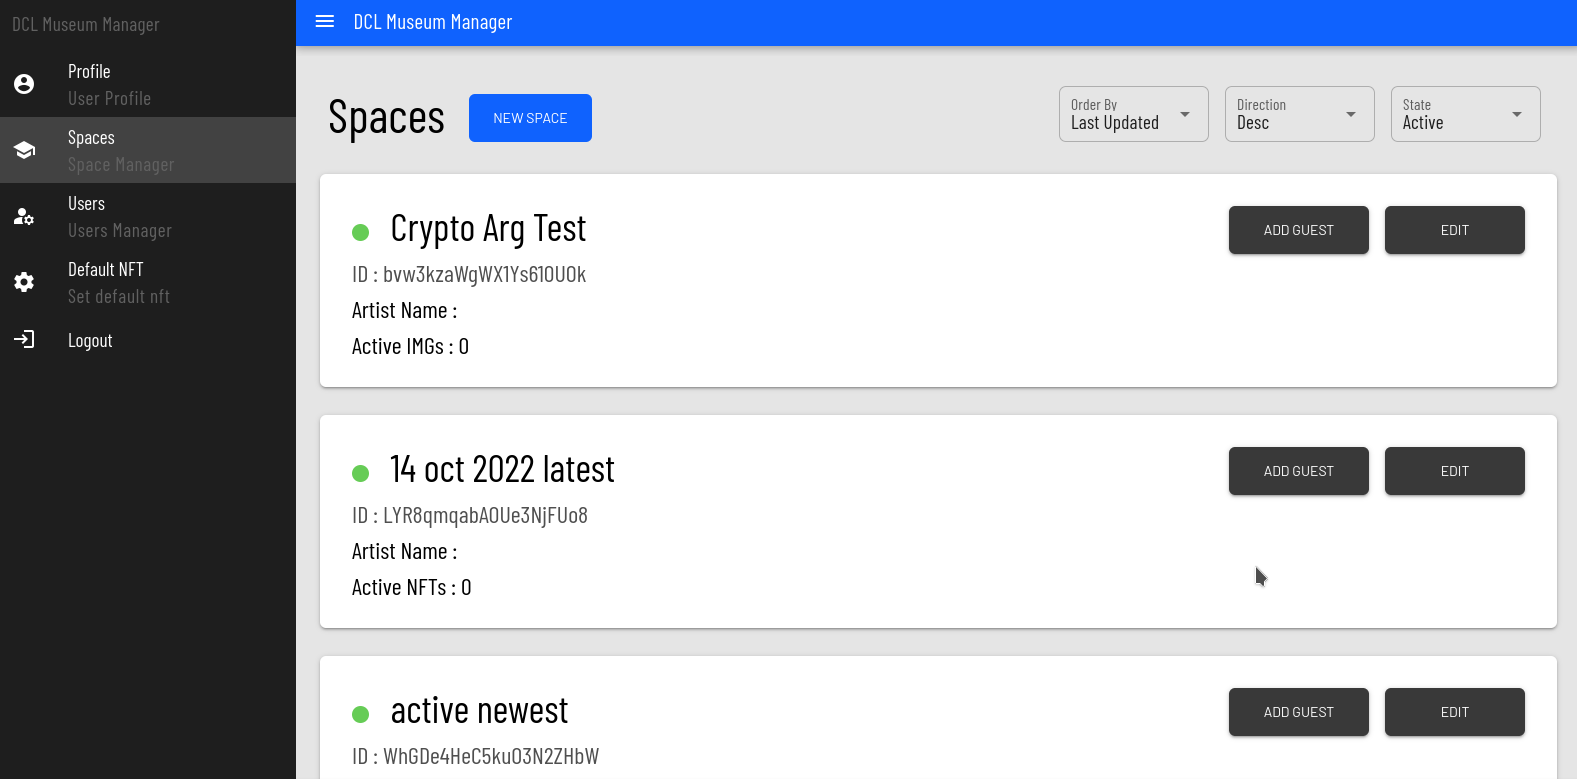 DCL Museum Manager
Profile
User Profile
Spaces
Space Manager
Users
Users Manager
Default NFT
Set default nft
Logout
DCL Museum Manager
Spaces
NEW SPACE
Order By
Last Updated
Direction
Desc
State
Active
Crypto Arg Test
ADD GUEST
EDIT
ID : bvw3kzaWgWX1Ys610U0k
Artist Name :
Active IMGs : 0
14 oct 2022 latest
ADD GUEST
EDIT
ID : LYR8qmqabA0Ue3NjFUo8
Artist Name :
Active NFTs : 0
active newest
ADD GUEST
EDIT
ID : WhGDe4HeC5ku03N2ZHbW